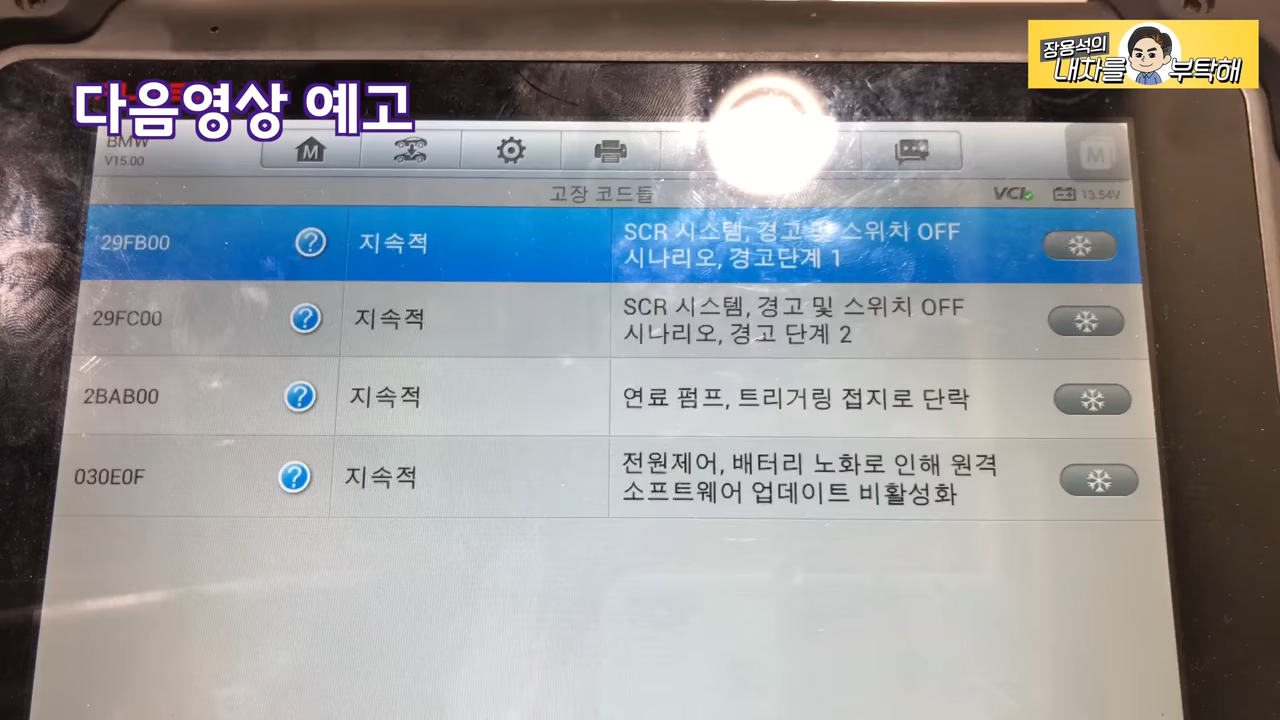 장용석의
내차를 부탁해
다음영상 예고
BMW
V15.00
M
M
고장 코드들
VCI
13.54V
29FB00
?
지속적
SCR 시스템, 경고 및 스위치 OFF
시나리오, 경고단계 1
29FC00
?
지속적
SCR 시스템, 경고 및 스위치 OFF
시나리오, 경고 단계 2
2BAB00
?
지속적
연료 펌프, 트리거링 접지로 단락
030E0F
?
지속적
전원제어, 배터리 노화로 인해 원격
소프트웨어 업데이트 비활성화